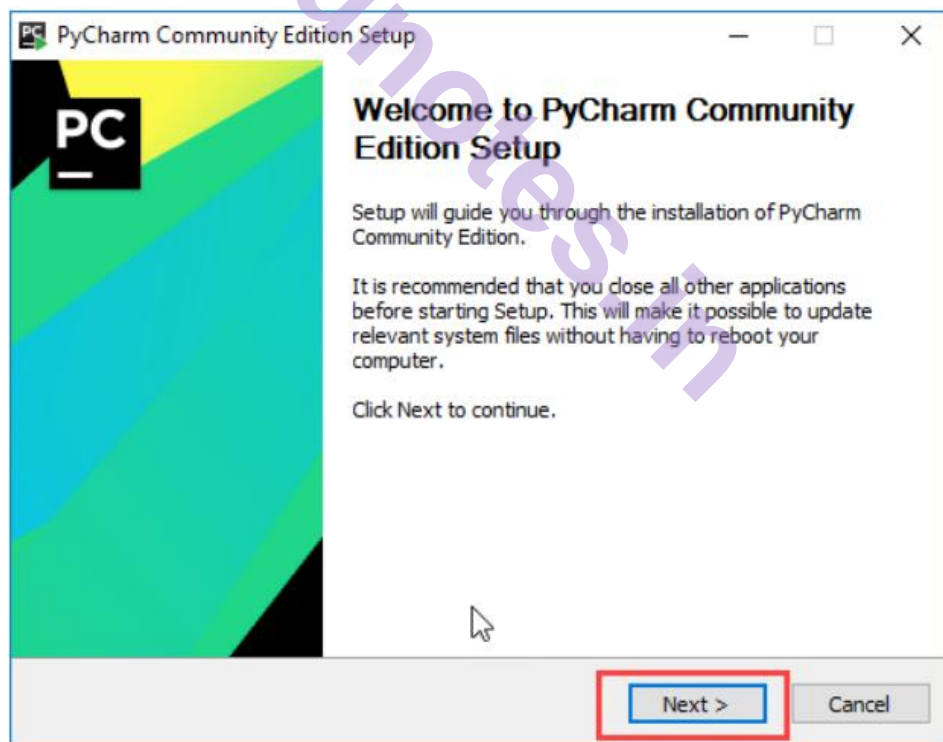 PyCharm Community Edition Setup
PC
Welcome to PyCharm Community
Edition Setup
Setup will guide you through the installation of PyCharm
Community Edition.
It is recommended that you close all other applications
before starting Setup. This will make it possible to update
relevant system files without having to reboot your
computer.
Click Next to continue.
Next >
Cancel
notes.in